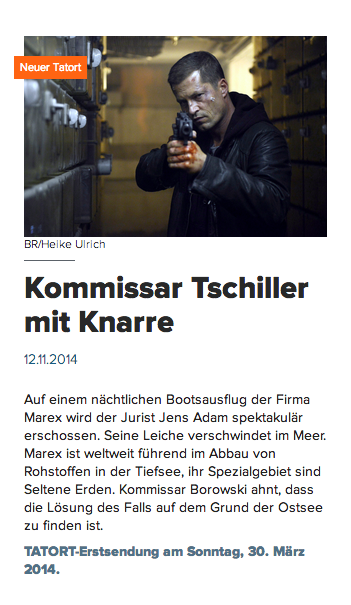 Neuer Tatort
BR/Heike Ulrich
Kommissar Tschiller
mit Knarre
12.11.2014
Auf einem nächtlichen Bootsausflug der Firma
Marex wird der Jurist Jens Adam spektakulär
erschossen. Seine Leiche verschwindet im Meer.
Marex ist weltweit führend im Abbau von
Rohstoffen in der Tiefsee, ihr Spezialgebiet sind
Seltene Erden. Kommissar Borowski ahnt, dass
die Lösung des Falls auf dem Grund der Ostsee
zu finden ist.
TATORT-Erstsendung am Sonntag, 30. März
2014.